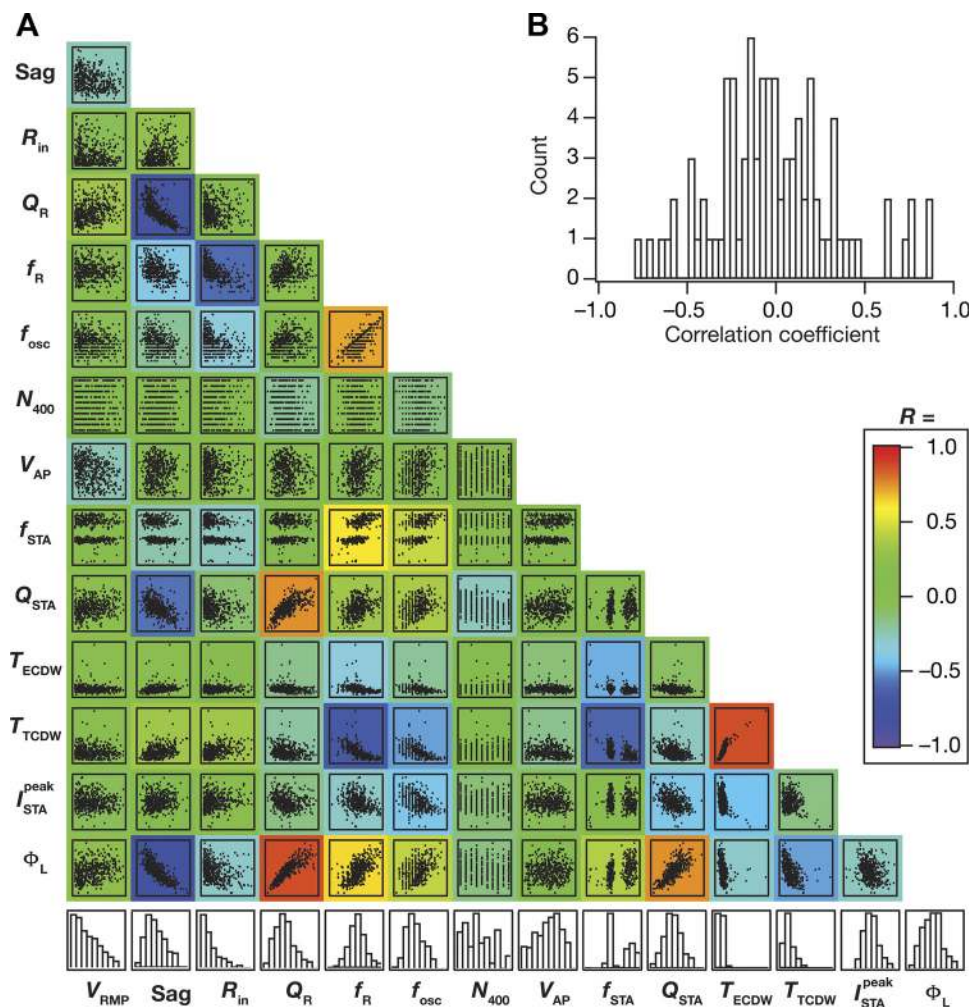 A
B
Sag
R_in
Q_R
f_R
f_osc
N_400
V_AP
f_STA
Q_STA
T_ECDW
T_TCDW
I_STA^peak
Φ_L
V_RMP Sag R_in Q_R f_R f_osc N_400 V_AP f_STA Q_STA T_ECDW T_TCDW I_STA^peak Φ_L
6
5
4
3
2
1
0
Count
−1.0 −0.5 0.0 0.5 1.0
Correlation coefficient
R =
1.0
0.5
0.0
−0.5
−1.0